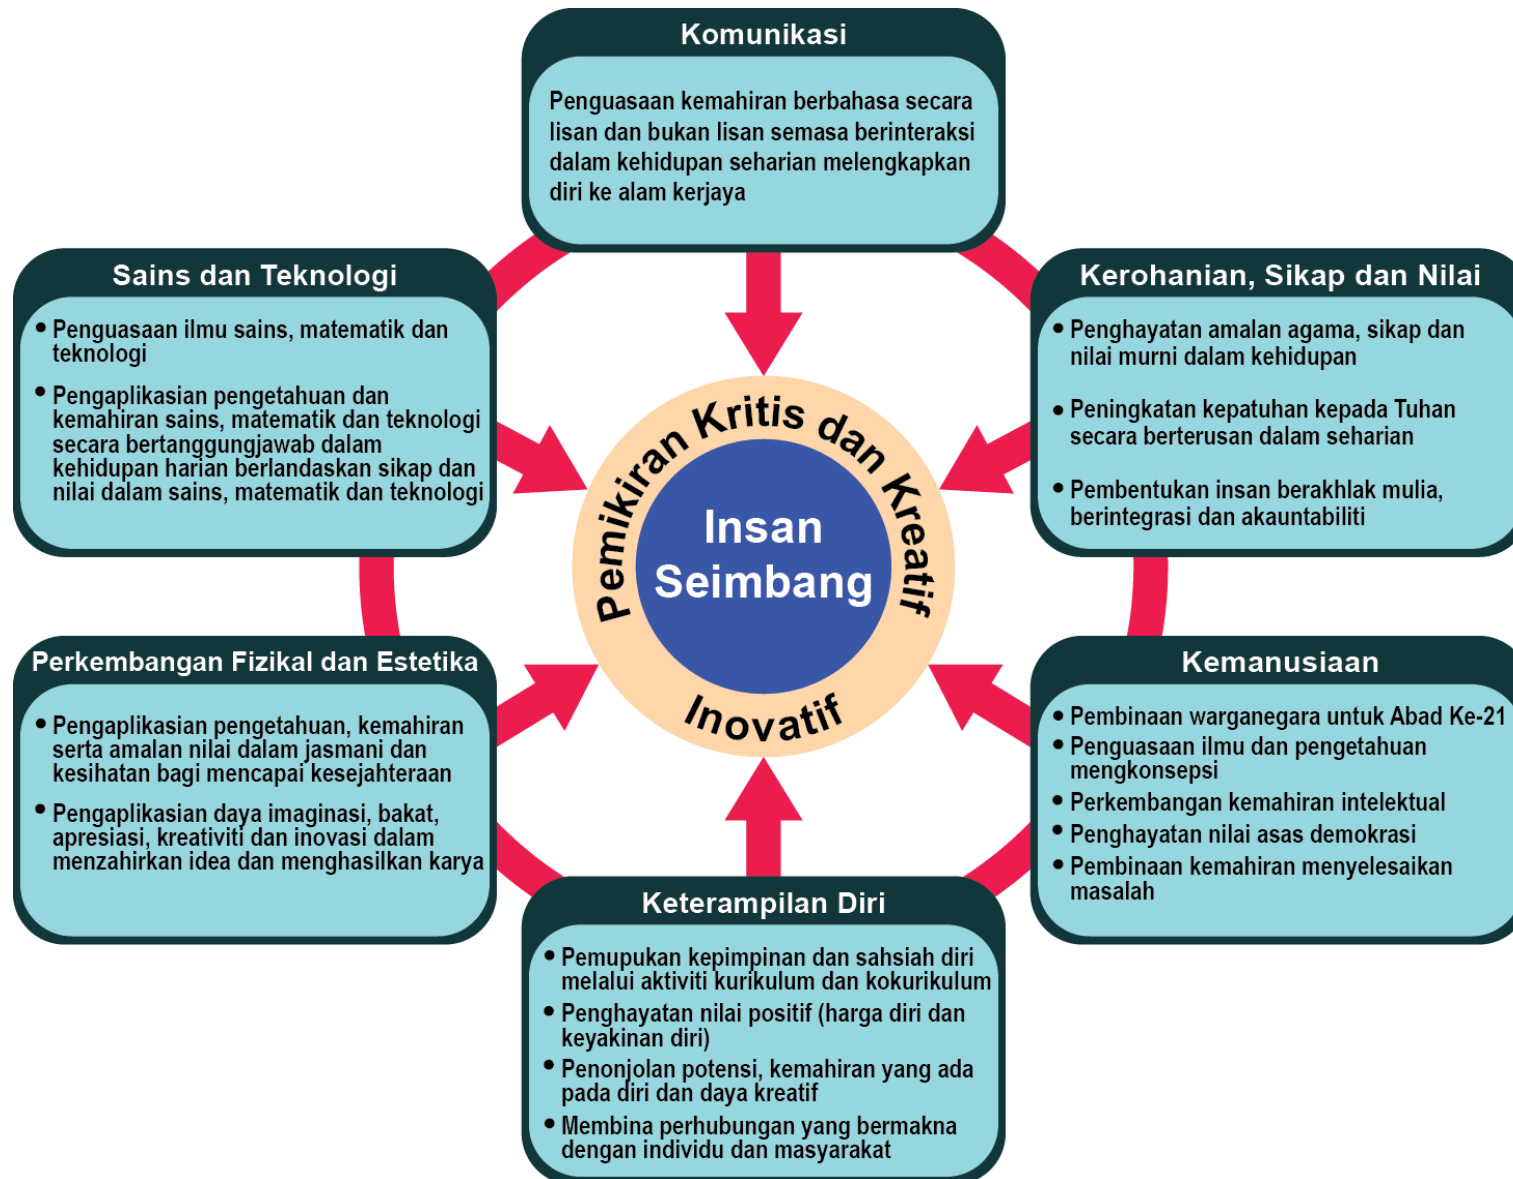 Komunikasi
Penguasaan kemahiran berbahasa secara
lisan dan bukan lisan semasa berinteraksi
dalam kehidupan seharian melengkapkan
diri ke alam kerjaya
Sains dan Teknologi
• Penguasaan ilmu sains, matematik dan
teknologi
• Pengaplikasian pengetahuan dan
kemahiran sains, matematik dan teknologi
secara bertanggungjawab dalam
kehidupan harian berlandaskan sikap dan
nilai dalam sains, matematik dan teknologi
Kerohanian, Sikap dan Nilai
• Penghayatan amalan agama, sikap dan
nilai murni dalam kehidupan
• Peningkatan kepatuhan kepada Tuhan
secara berterusan dalam seharian
• Pembentukan insan berakhlak mulia,
berintegrasi dan akauntabiliti
Pemikiran Kritis dan Kreatif
Insan
Seimbang
Inovatif
Perkembangan Fizikal dan Estetika
• Pengaplikasian pengetahuan, kemahiran
serta amalan nilai dalam jasmani dan
kesihatan bagi mencapai kesejahteraan
• Pengaplikasian daya imaginasi, bakat,
apresiasi, kreativiti dan inovasi dalam
menzahirkan idea dan menghasilkan karya
Kemanusiaan
• Pembinaan warganegara untuk Abad Ke-21
• Penguasaan ilmu dan pengetahuan
mengkonsepsi
• Perkembangan kemahiran intelektual
• Penghayatan nilai asas demokrasi
• Pembinaan kemahiran menyelesaikan
masalah
Keterampilan Diri
• Pemupukan kepimpinan dan sahsiah diri
melalui aktiviti kurikulum dan kokurikulum
• Penghayatan nilai positif (harga diri dan
keyakinan diri)
• Penonjolan potensi, kemahiran yang ada
pada diri dan daya kreatif
• Membina perhubungan yang bermakna
dengan individu dan masyarakat